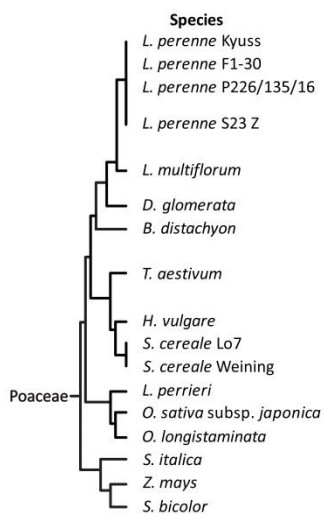 Species
L. perenne Kyuss
L. perenne F1-30
L. perenne P226/135/16
L. perenne S23 Z
L. multiflorum
D. glomerata
B. distachyon
T. aestivum
H. vulgare
S. cereale Lo7
S. cereale Weining
Poaceae
L. perrieri
O. sativa subsp. japonica
O. longistaminata
S. italica
Z. mays
S. bicolor